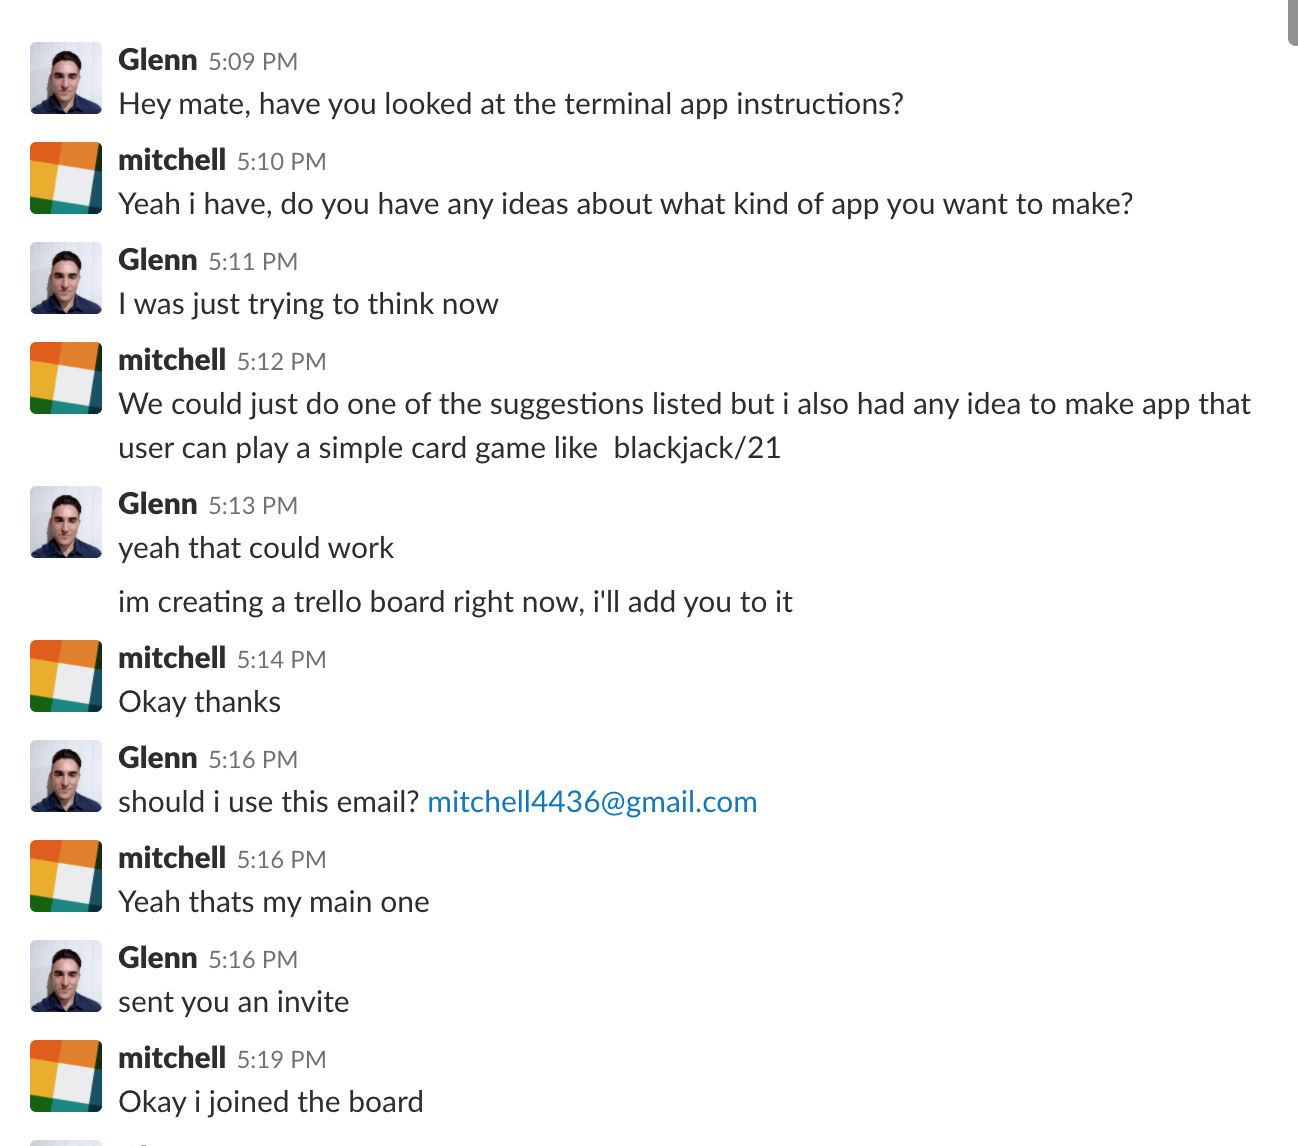 Glenn 5:09 PM
Hey mate, have you looked at the terminal app instructions?
mitchell 5:10 PM
Yeah i have, do you have any ideas about what kind of app you want to make?
Glenn 5:11 PM
I was just trying to think now
mitchell 5:12 PM
We could just do one of the suggestions listed but i also had any idea to make app that
user can play a simple card game like  blackjack/21
Glenn 5:13 PM
yeah that could work
im creating a trello board right now, i'll add you to it
mitchell 5:14 PM
Okay thanks
Glenn 5:16 PM
should i use this email? mitchell4436@gmail.com
mitchell 5:16 PM
Yeah thats my main one
Glenn 5:16 PM
sent you an invite
mitchell 5:19 PM
Okay i joined the board